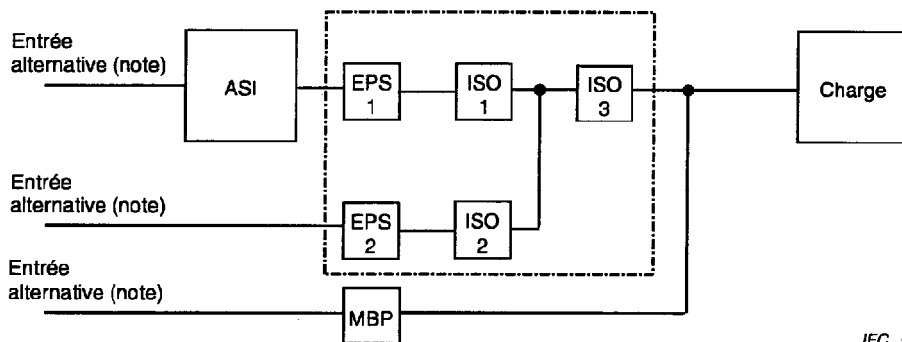 Entrée
alternative (note)
ASI
EPS
1
ISO
1
ISO
3
Charge
Entrée
alternative (note)
EPS
2
ISO
2
Entrée
alternative (note)
MBP
IEC